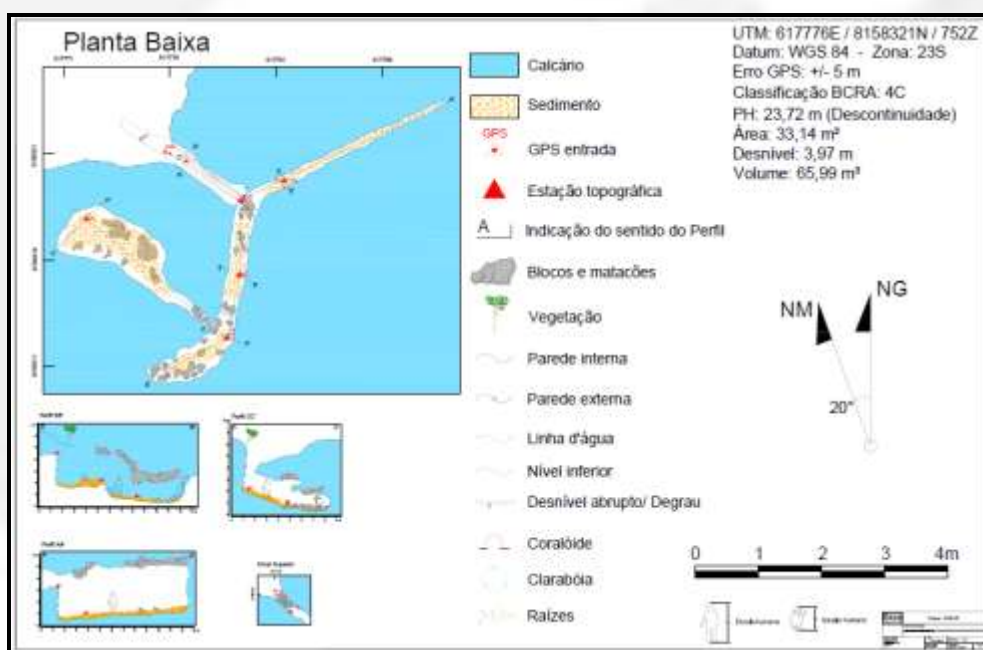 Planta Baixa
Calcário
Sedimento
GPS
GPS entrada
Estação topográfica
A
Indicação do sentido do Perfil
Blocos e matacões
Vegetação
Parede interna
Parede externa
Linha d'água
Nível inferior
Desnível abrupto/ Degrau
Coralóide
Clarabóia
Raízes
UTM: 617776E / 8158321N / 752Z
Datum: WGS 84 - Zona: 23S
Erro GPS: +/- 5 m
Classificação BCRA: 4C
PH: 23,72 m (Descontinuidade)
Área: 33,14 m²
Desnível: 3,97 m
Volume: 65,99 m³
NM
NG
20°
0 1 2 3 4m